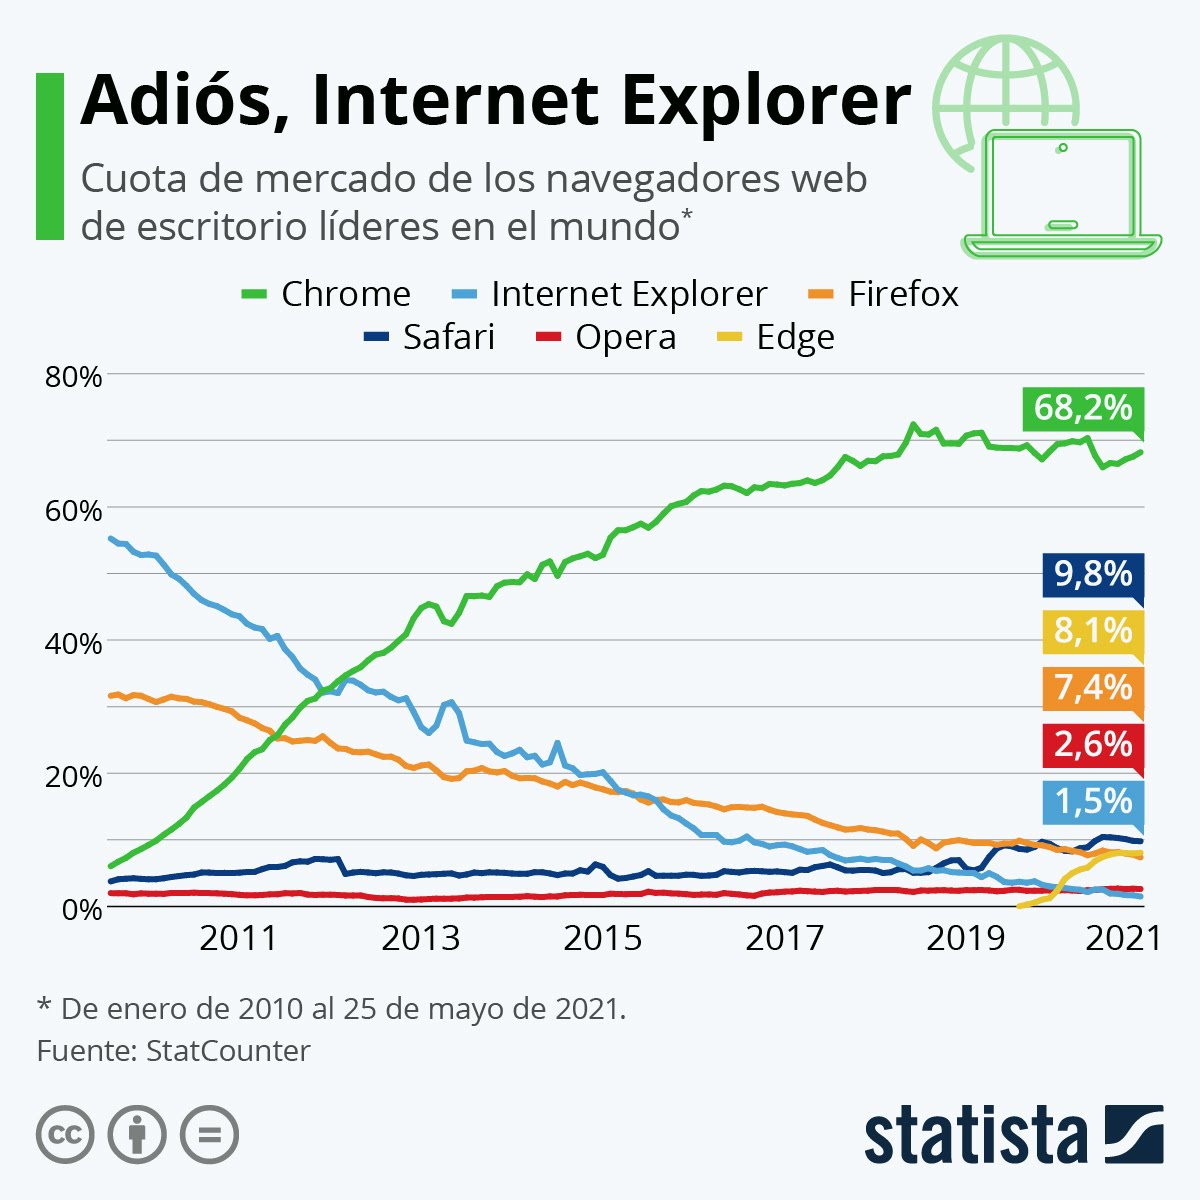 Adiós, Internet Explorer
Cuota de mercado de los navegadores web
de escritorio líderes en el mundo*
Chrome Internet Explorer Firefox
Safari Opera Edge
80%
68,2%
60%
9,8%
8,1%
40%
7,4%
2,6%
20%
1,5%
0%
2011 2013 2015 2017 2019 2021
* De enero de 2010 al 25 de mayo de 2021.
Fuente: StatCounter
cc
statista